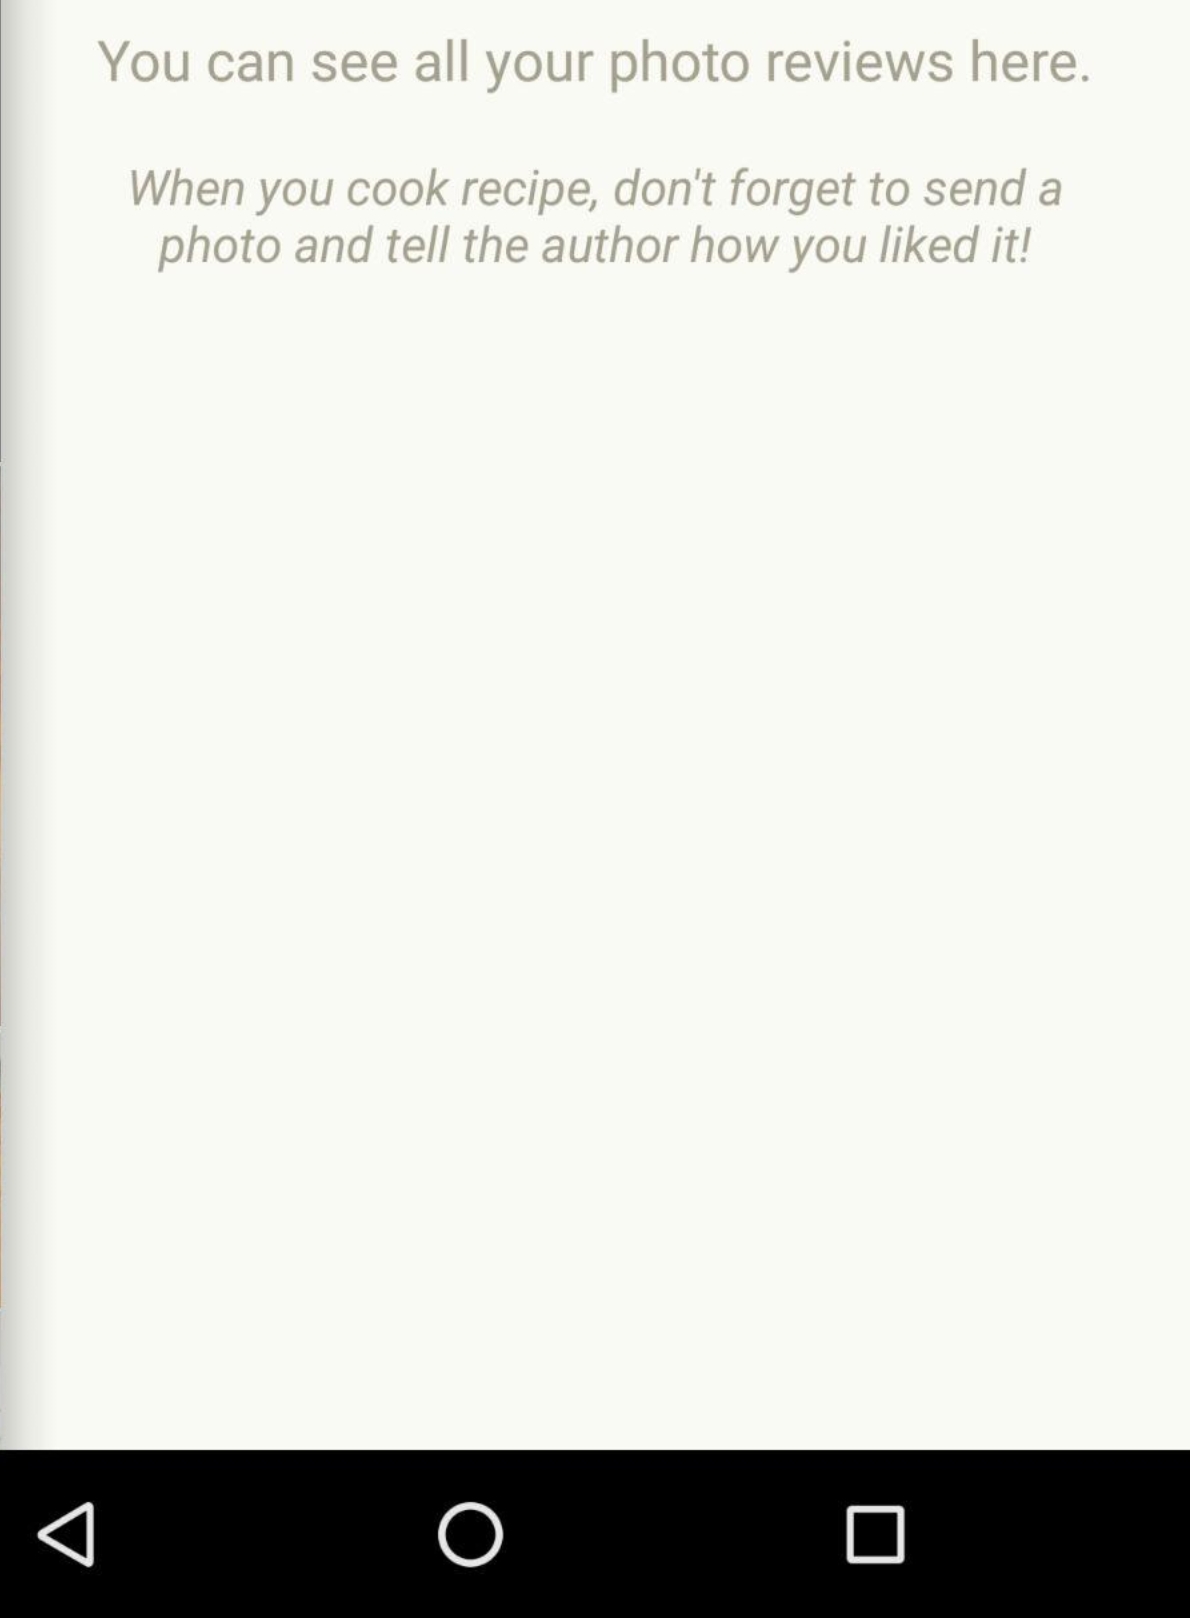 You can see all your photo reviews here.
When you cook recipe, don't forget to send a
photo and tell the author how you liked it!